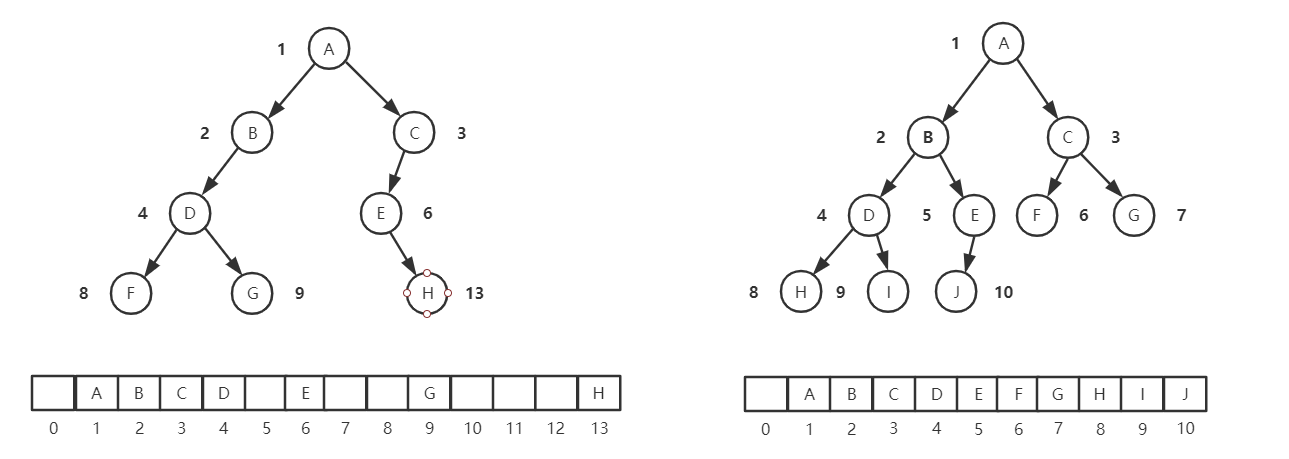 1 A 1 A
2 B C 3 2 B C 3
4 D E 6 4 D 5 E F 6 G 7
8 F G 9 H 13 8 H 9 I J 10
A B C D E G H A B C D E F G H I J
0 1 2 3 4 5 6 7 8 9 10 11 12 13 0 1 2 3 4 5 6 7 8 9 10